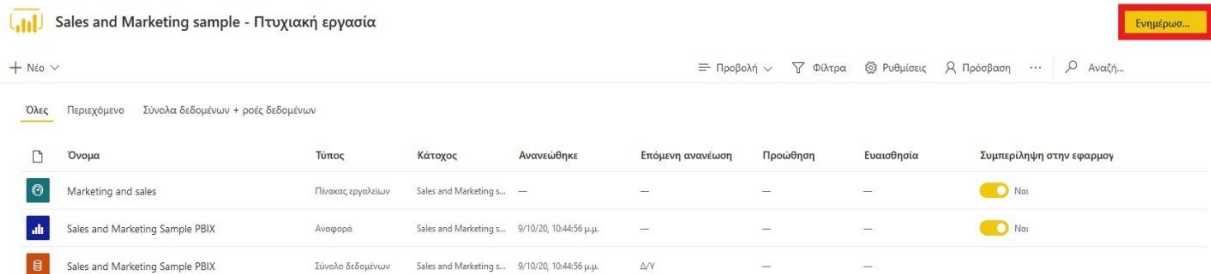 Sales and Marketing sample - Πτυχιακή εργασία
Ενημέρωσ...
Νέο
Προβολή Φίλτρα Ρυθμίσεις Πρόσβαση ... Αναζή...
Όλες Περιεχόμενο Σύνολα δεδομένων + ροές δεδομένων
Όνομα Τύπος Κάτοχος Ανανεώθηκε Επόμενη ανανέωση Προώθηση Ευαισθησία Συμπερίληψη στην εφαρμογ
Marketing and sales Πίνακας εργαλείων Sales and Marketing s... — — — — Ναι
Sales and Marketing Sample PBIX Αναφορά Sales and Marketing s... 9/10/20, 10:44:56 μ.μ. — — — Ναι
Sales and Marketing Sample PBIX Σύνολο δεδομένων Sales and Marketing s... 9/10/20, 10:44:56 μ.μ. Δ/Υ — —